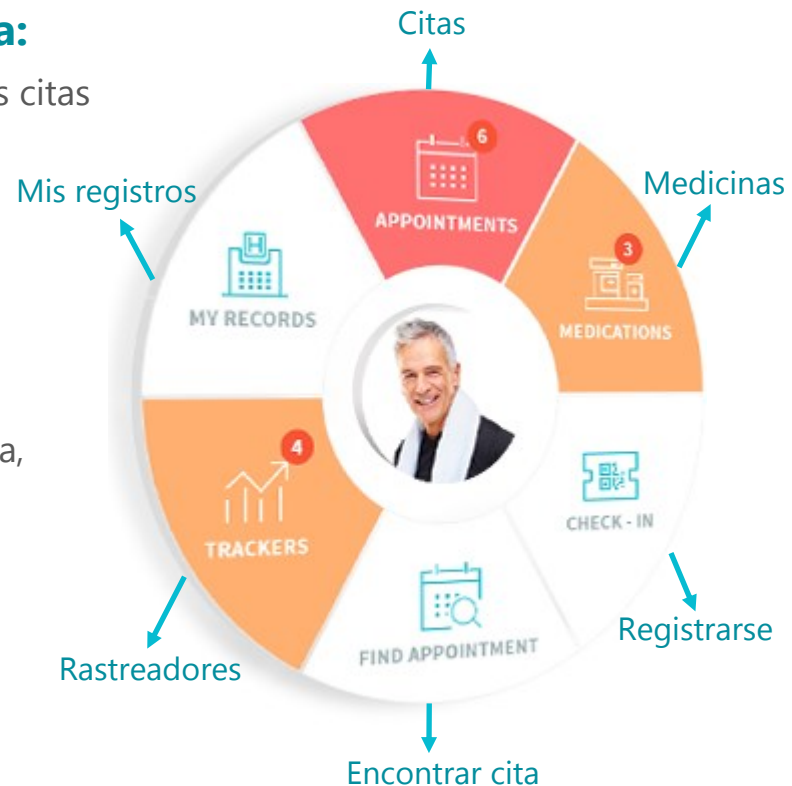 a:
s citas
a,
Citas
Mis registros
Medicinas
6
APPOINTMENTS
3
MEDICATIONS
MY RECORDS
4
TRACKERS
CHECK - IN
FIND APPOINTMENT
Registrarse
Rastreadores
Encontrar cita